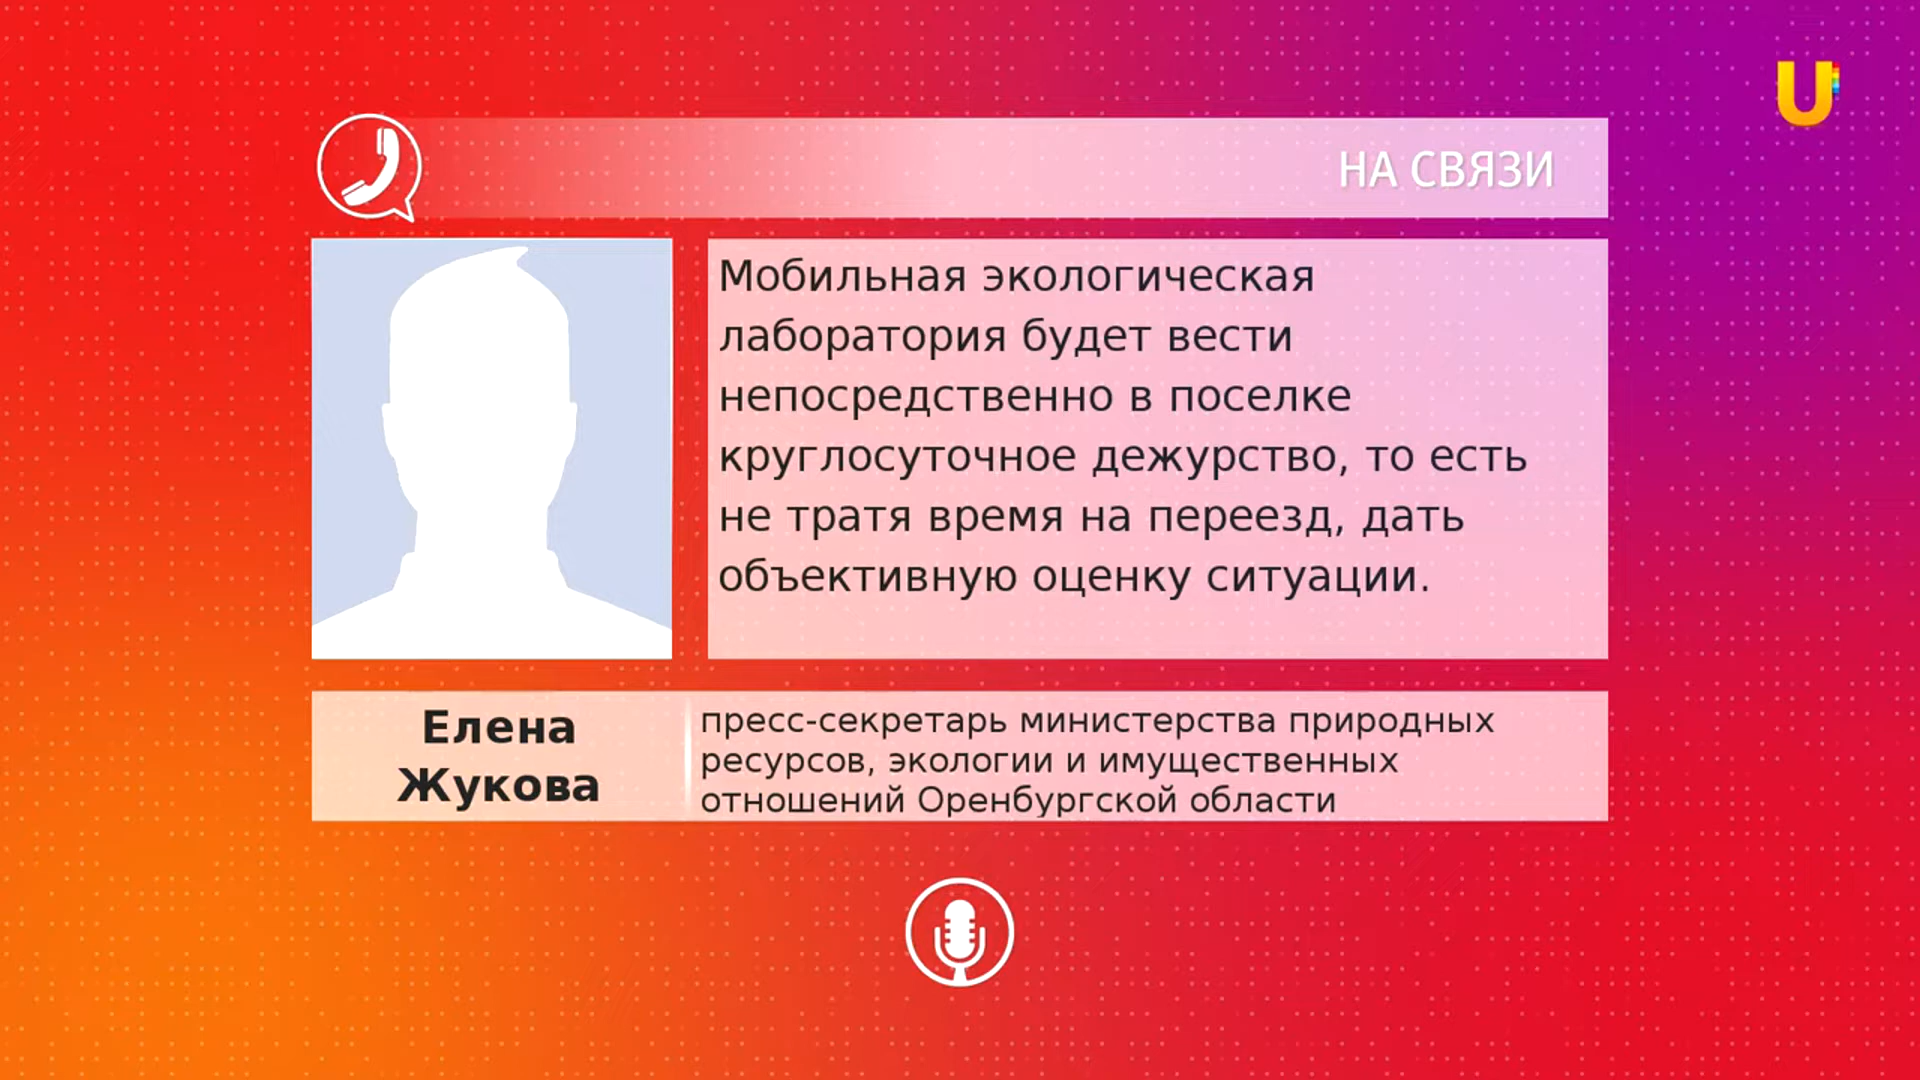 U
НА СВЯЗИ
Мобильная экологическая
лаборатория будет вести
непосредственно в поселке
круглосуточное дежурство, то есть
не тратя время на переезд, дать
объективную оценку ситуации.
Елена
Жукова
пресс-секретарь министерства природных
ресурсов, экологии и имущественных
отношений Оренбургской области